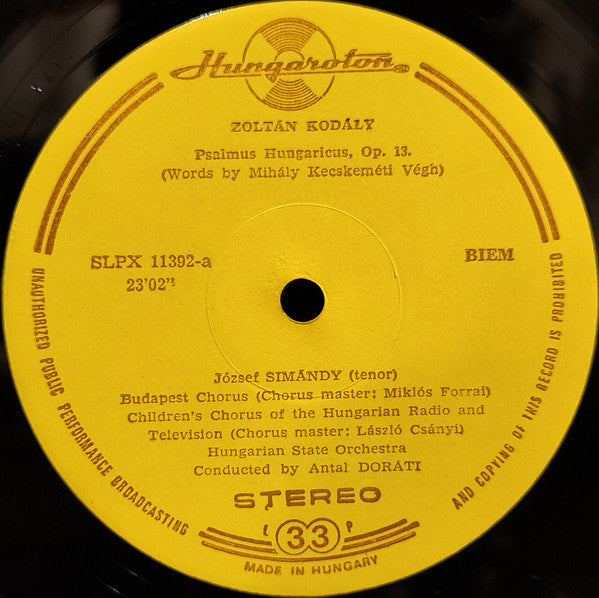 Hungaroton
ZOLTÁN KODÁLY
Psalmus Hungaricus, Op. 13.
(Words by Mihály Kecskeméti Végh)
SLPX 11392-a
23'02"
BIEM
József SIMÁNDY (tenor)
Budapest Chorus (Chorus master: Miklós Forrai)
Children's Chorus of the Hungarian Radio and
Television (Chorus master: László Csányi)
Hungarian State Orchestra
Conducted by Antal DORÁTI
STEREO
L 33 P
MADE IN HUNGARY
UNAUTHORIZED PUBLIC PERFORMANCE BROADCASTING
AND COPYING OF THIS RECORD IS PROHIBITED